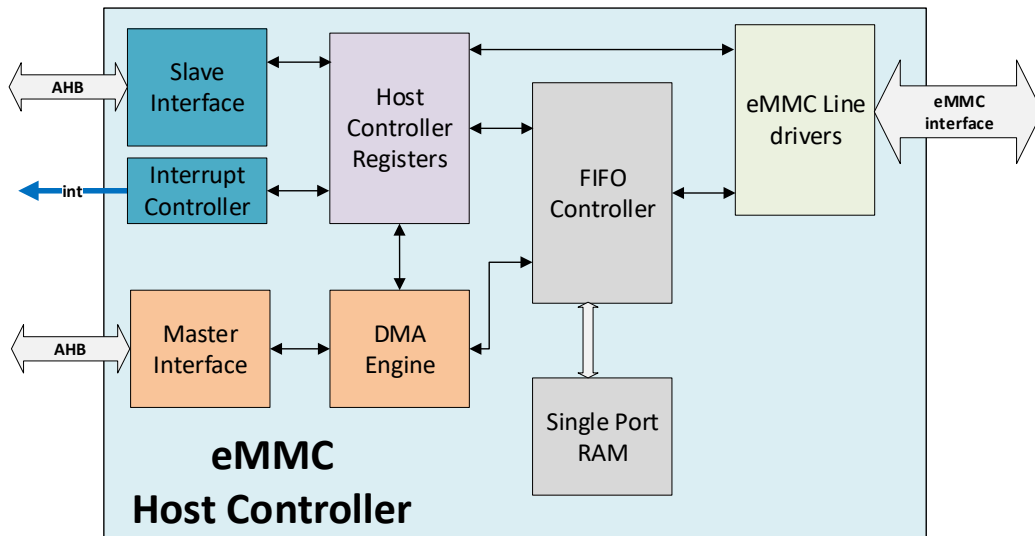 AHB
Slave
Interface
Host
Controller
Registers
eMMC Line
drivers
eMMC
interface
int
Interrupt
Controller
FIFO
Controller
AHB
Master
Interface
DMA
Engine
Single Port
RAM
eMMC
Host Controller